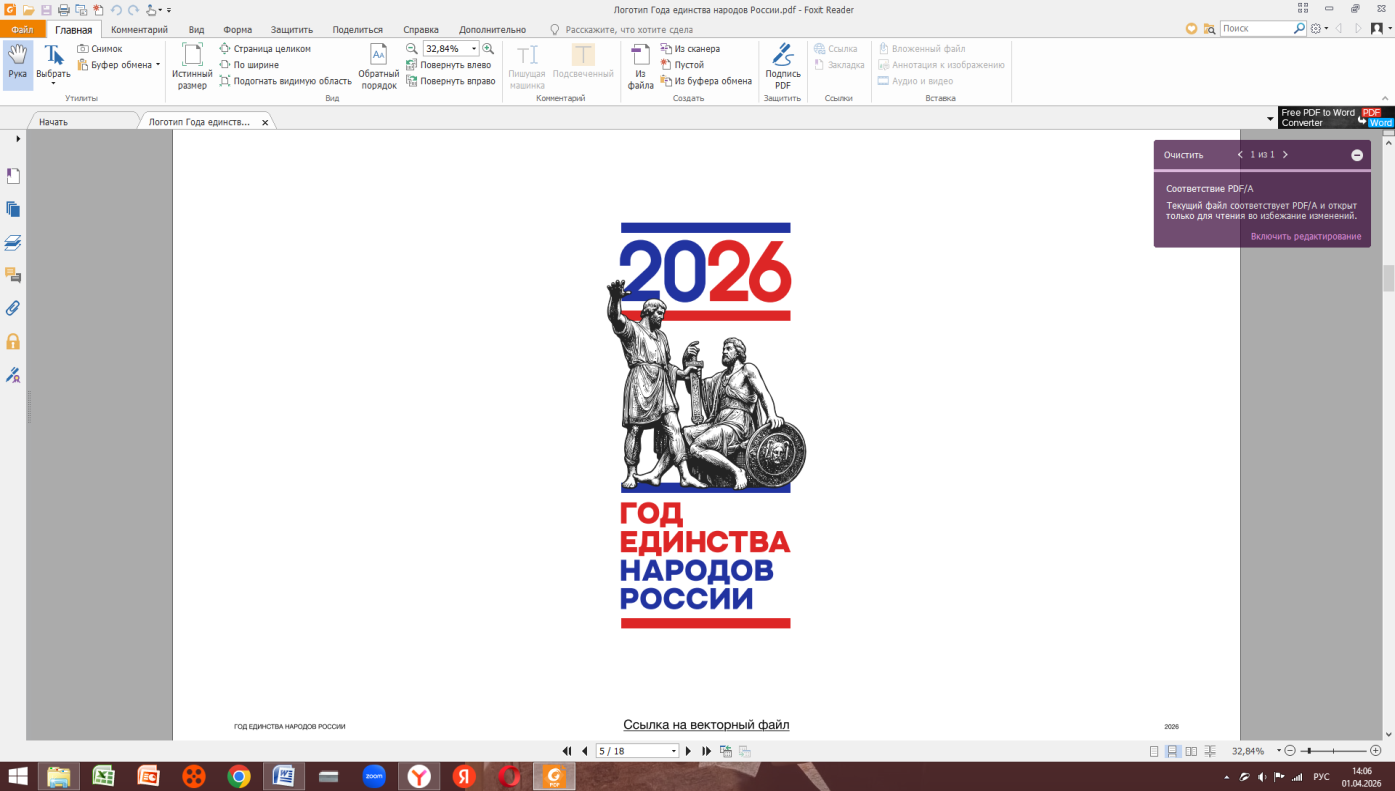 Логотип Года единства народов России.pdf - Foxit Reader
Файл Главная Комментарий Вид Форма Защитить Поделиться Справка Дополнительно Расскажите, что хотите сделать Поиск
Рука
Выбрать
Снимок
Буфер обмена
Утилиты
Истинный размер
Страница целиком
По ширине
Подогнать видимую область
Обратный порядок
32,84%
Повернуть влево
Повернуть вправо
Вид
Пишущая машинка
Подсвеченный
Комментарий
Из файла
Из сканера
Пустой
Из буфера обмена
Создать
Подпись PDF
Защитить
Ссылка
Закладка
Ссылки
Вложенный файл
Аннотация к изображению
Аудио и видео
Вставка
Начать
Логотип Года единств...
Free PDF to Word
Converter
PDF
Word
Очистить 1 из 1
Соответствие PDF/A
Текущий файл соответствует PDF/A и открыт
только для чтения во избежание изменений.
Включить редактирование
2026
ГОД
ЕДИНСТВА
НАРОДОВ
РОССИИ
ГОД ЕДИНСТВА НАРОДОВ РОССИИ
Ссылка на векторный файл
2026
5 / 18
32,84%
zoom
PDF
РУС
14:06
01.04.2026